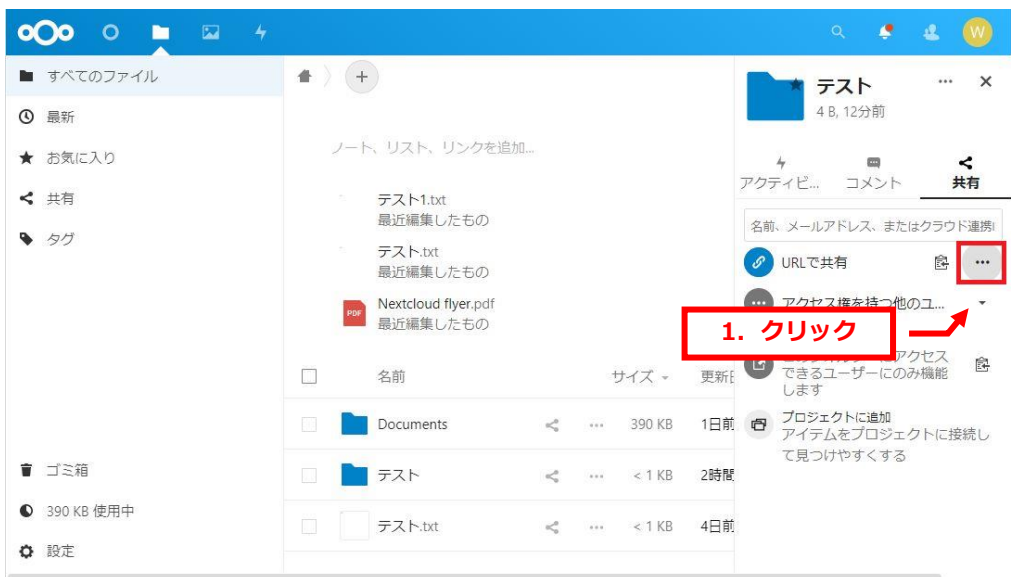 W
すべてのファイル
最新
お気に入り
共有
タグ
ゴミ箱
390 KB 使用中
設定
ノート、リスト、リンクを追加...
テスト1.txt
最近編集したもの
テスト.txt
最近編集したもの
PDF
Nextcloud flyer.pdf
最近編集したもの
名前
サイズ
更新日
Documents
390 KB
1日前
テスト
< 1 KB
2時間
テスト.txt
< 1 KB
4日前
テスト
4 B, 12分前
アクティビ...
コメント
共有
名前、メールアドレス、またはクラウド連携
URLで共有
アクセス権を持つ他のユ...
1. クリック
アクセス
できるユーザーにのみ機能
します
プロジェクトに追加
アイテムをプロジェクトに接続し
て見つけやすくする